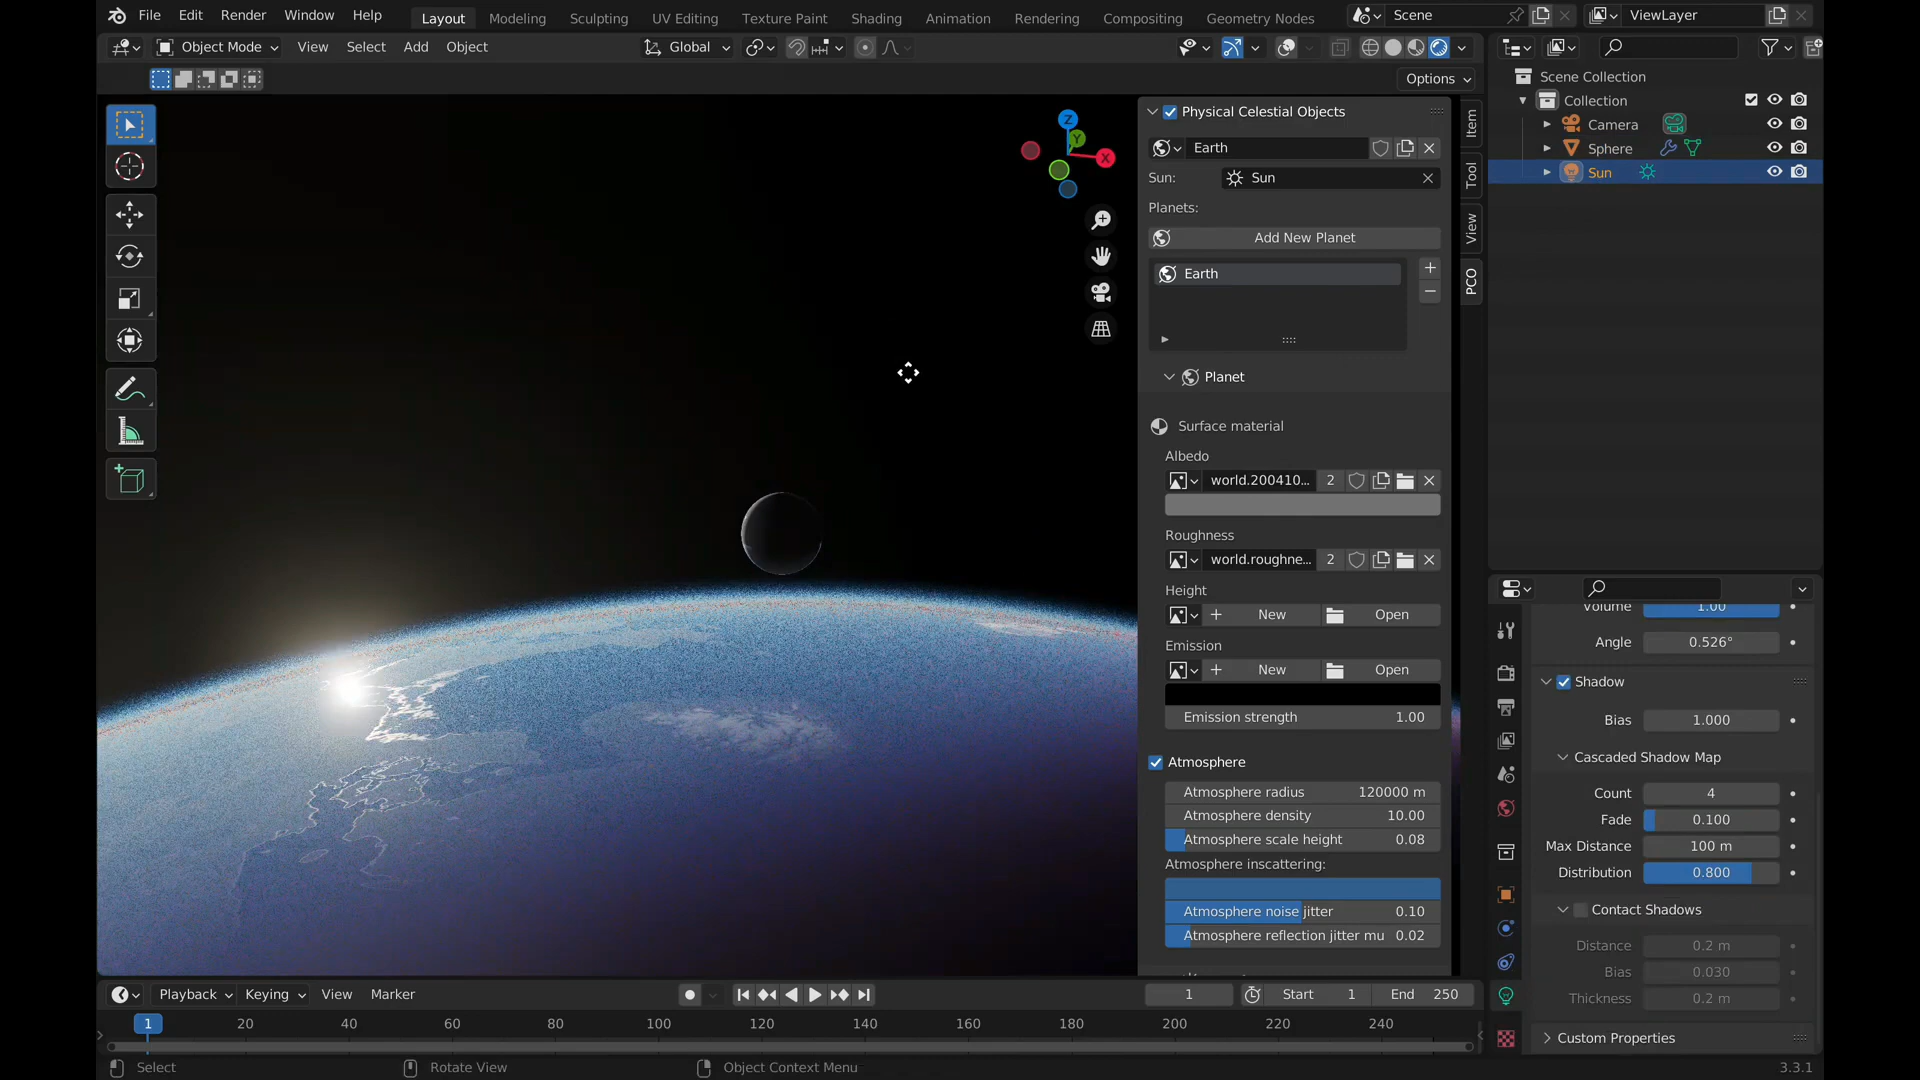 File Edit Render Window Help Layout Modeling Sculpting UV Editing Texture Paint Shading Animation Rendering Compositing Geometry Nodes Scene ViewLayer
Object Mode View Select Add Object Global
Options
Scene Collection
Collection
Camera
Sphere
Sun
Physical Celestial Objects
Earth
Sun: Sun
Planets:
Add New Planet
Earth
Planet
Surface material
Albedo
world.200410... 2
Roughness
world.roughne... 2
Height
New Open
Emission
New Open
Emission strength 1.00
Atmosphere
Atmosphere radius 120000 m
Atmosphere density 10.00
Atmosphere scale height 0.08
Atmosphere inscattering:
Atmosphere noise jitter 0.10
Atmosphere reflection jitter mu 0.02
Item
Tool
View
PCO
Z
Y
X
Volume 1.00
Angle 0.526°
Shadow
Bias 1.000
Cascaded Shadow Map
Count 4
Fade 0.100
Max Distance 100 m
Distribution 0.800
Contact Shadows
Distance 0.2 m
Bias 0.030
Thickness 0.2 m
Custom Properties
Playback Keying View Marker 1 Start 1 End 250
1 20 40 60 80 100 120 140 160 180 200 220 240
Select Rotate View Object Context Menu 3.3.1